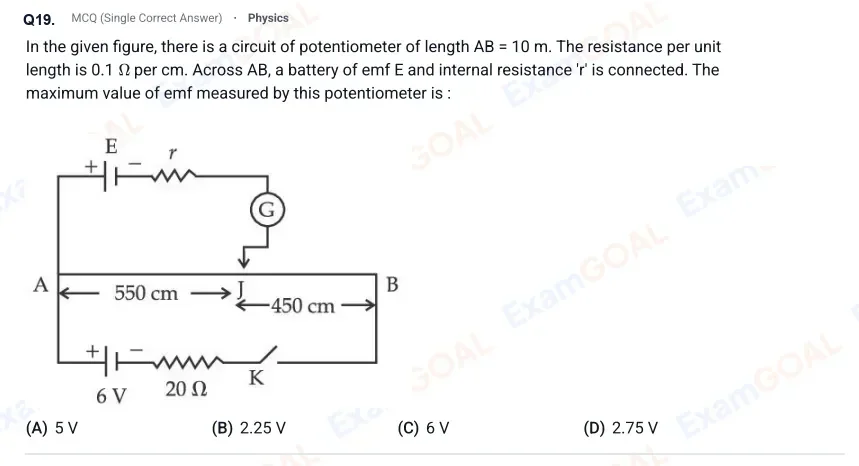 Q19. MCQ (Single Correct Answer) · Physics
In the given figure, there is a circuit of potentiometer of length AB = 10 m. The resistance per unit
length is 0.1 Ω per cm. Across AB, a battery of emf E and internal resistance 'r' is connected. The
maximum value of emf measured by this potentiometer is :
E
r
+ −
G
A
550 cm
J
450 cm
B
+ −
6 V
20 Ω
K
(A) 5 V (B) 2.25 V (C) 6 V (D) 2.75 V
ExamGOAL